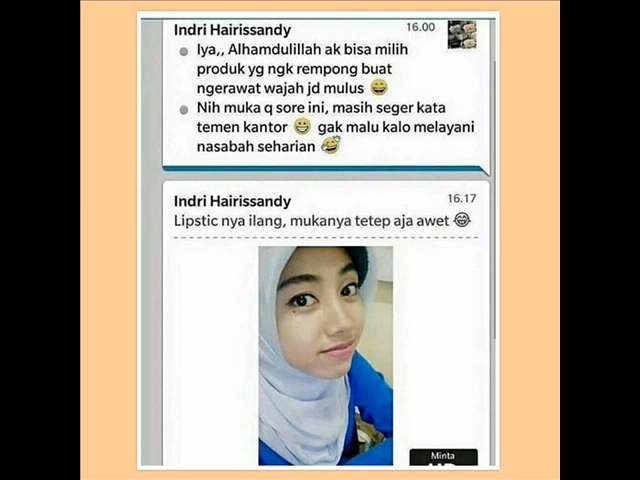 Indri Hairissandy 16.00
Iya,, Alhamdulillah ak bisa milih
produk yg ngk rempong buat
ngerawat wajah jd mulus 😄
Nih muka q sore ini, masih seger kata
temen kantor 😀 gak malu kalo melayani
nasabah seharian 🤣
Indri Hairissandy 16.17
Lipstic nya ilang, mukanya tetep aja awet 😂
Minta